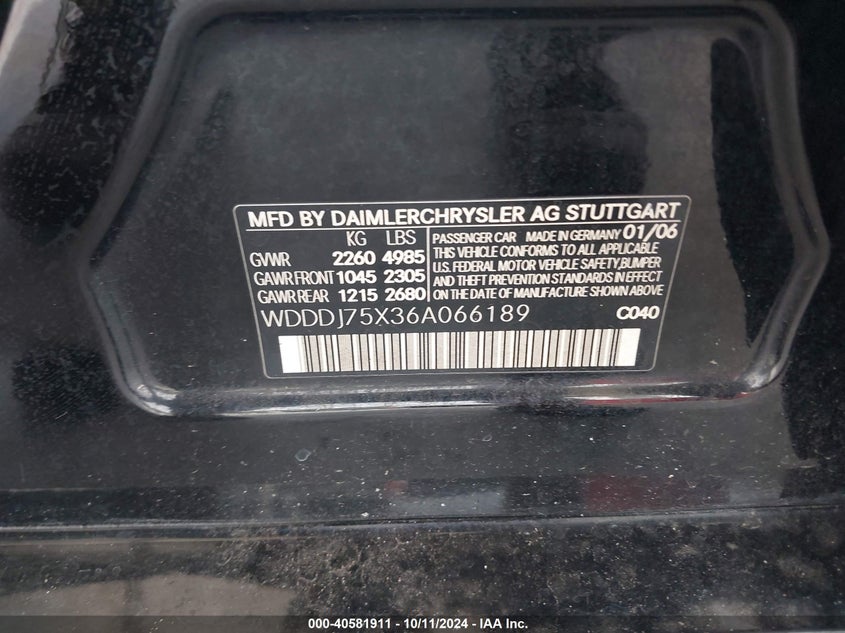 MFD BY DAIMLERCHRYSLER AG STUTTGART
KG LBS
GVWR 2260 4985
GAWR FRONT 1045 2305
GAWR REAR 1215 2680
PASSENGER CAR MADE IN GERMANY 01/06
THIS VEHICLE CONFORMS TO ALL APPLICABLE
U.S. FEDERAL MOTOR VEHICLE SAFETY, BUMPER
AND THEFT PREVENTION STANDARDS IN EFFECT
ON THE DATE OF MANUFACTURE SHOWN ABOVE
WDDDJ75X36A066189 C040
000-40581911 - 10/11/2024 - IAA Inc.